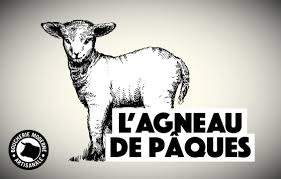 L'AGNEAU
DE PÂQUES
BOUCHERIE MODERNE
ARTISANALE